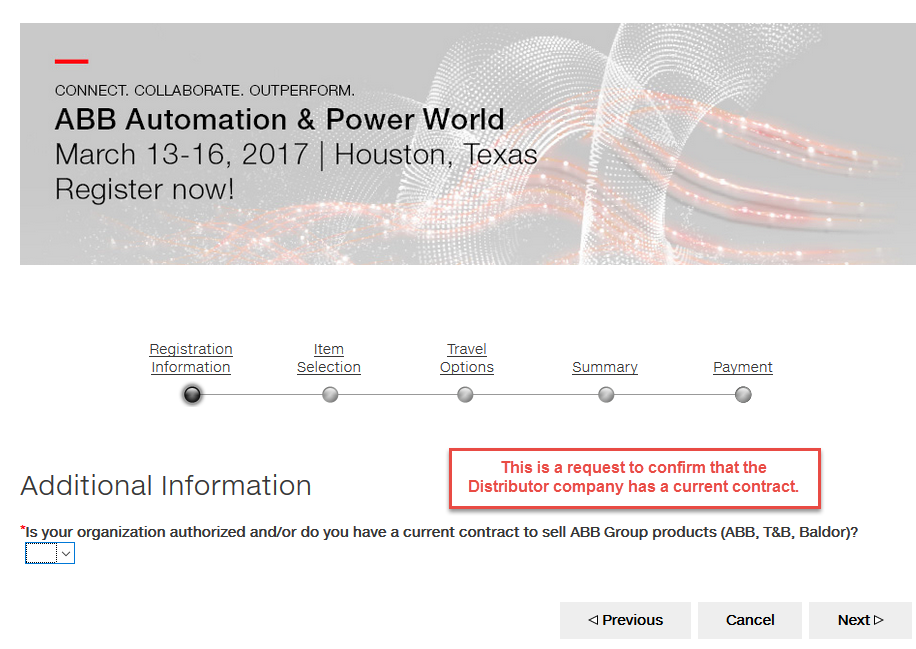 CONNECT. COLLABORATE. OUTPERFORM.
ABB Automation & Power World
March 13-16, 2017 | Houston, Texas
Register now!
Registration
Information
Item
Selection
Travel
Options
Summary
Payment
This is a request to confirm that the
Distributor company has a current contract.
Additional Information
*Is your organization authorized and/or do you have a current contract to sell ABB Group products (ABB, T&B, Baldor)?
Previous
Cancel
Next